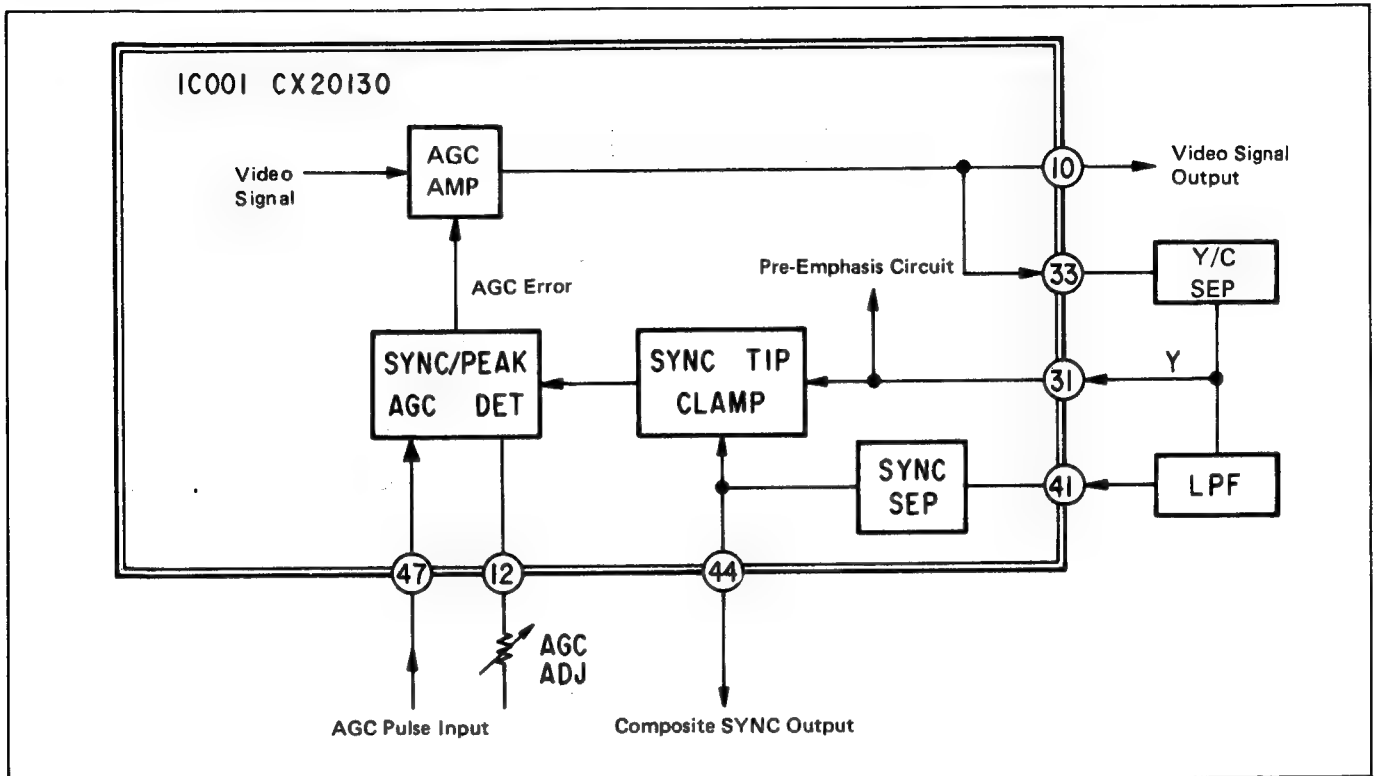 IC001 CX20130
AGC
AMP
Video
Signal
10
Video Signal
Output
Pre-Emphasis Circuit
33
Y/C
SEP
AGC Error
SYNC/PEAK
AGC DET
SYNC TIP
CLAMP
31
Y
SYNC
SEP
41
LPF
47
12
44
AGC
ADJ
AGC Pulse Input
Composite SYNC Output